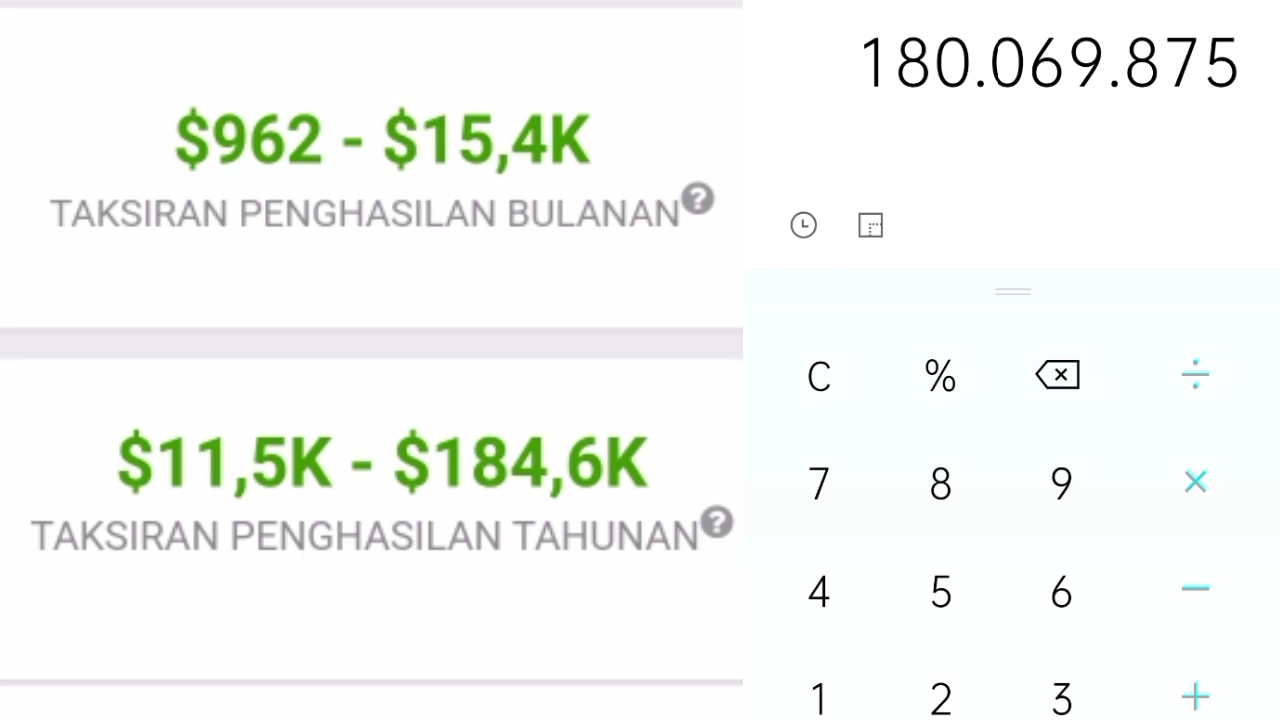 $962 - $15,4K
TAKSIRAN PENGHASILAN BULANAN?
$11,5K - $184,6K
TAKSIRAN PENGHASILAN TAHUNAN?
180.069.875
C % ÷
7 8 9 ×
4 5 6 −
1 2 3 +